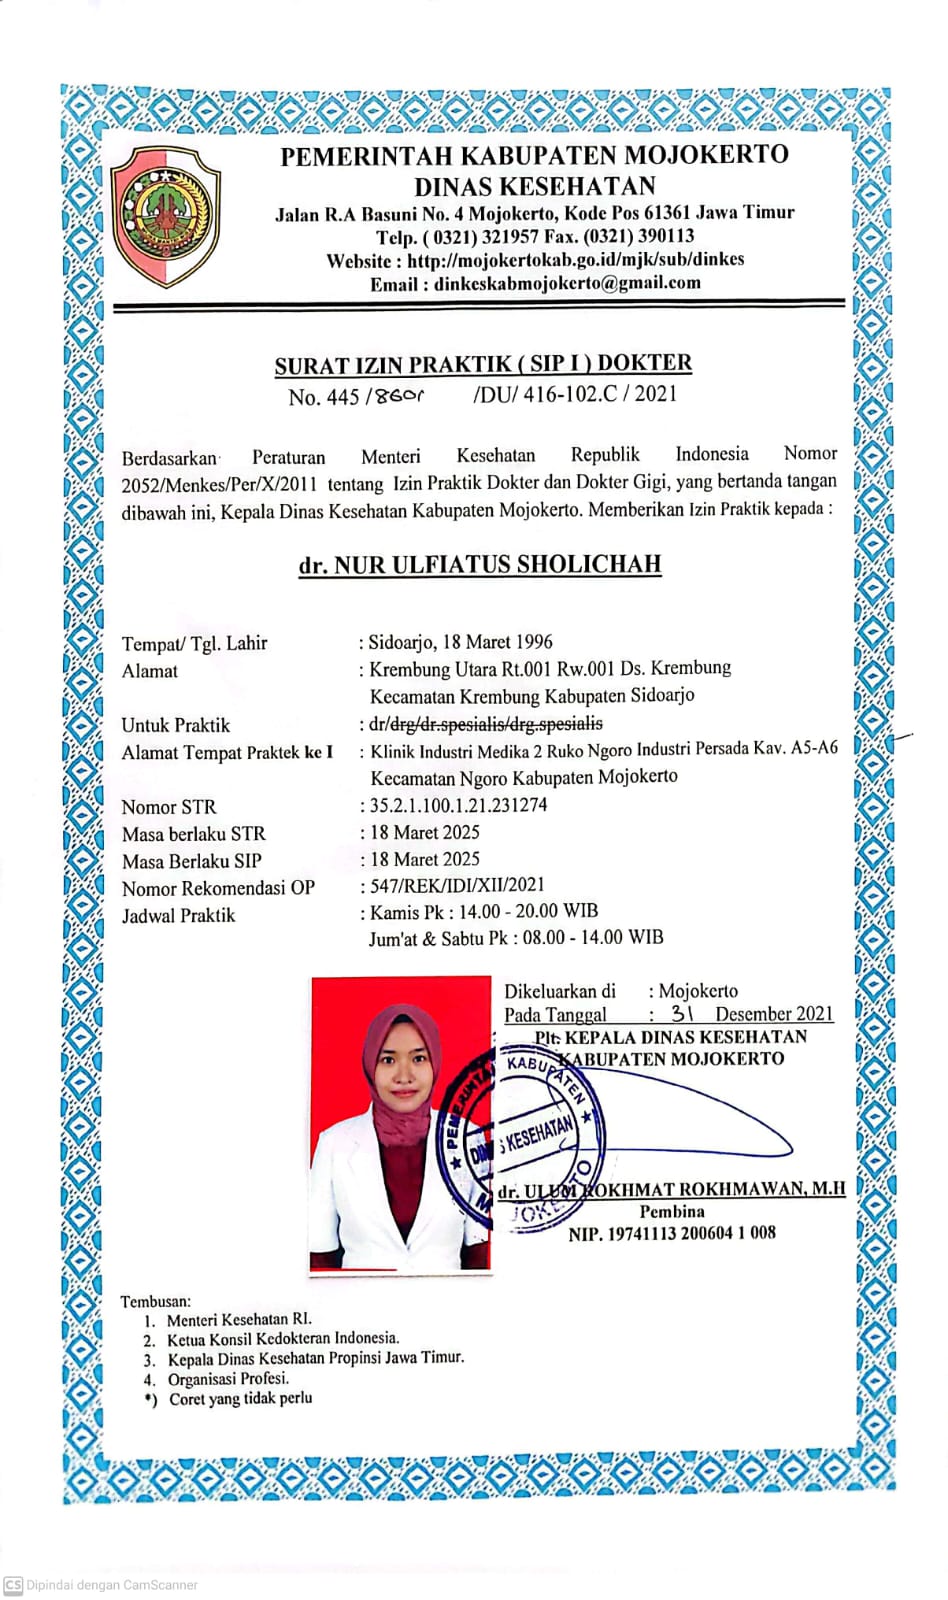 PEMERINTAH KABUPATEN MOJOKERTO
DINAS KESEHATAN
Jalan R.A Basuni No. 4 Mojokerto, Kode Pos 61361 Jawa Timur
Telp. ( 0321) 321957 Fax. (0321) 390113
Website : http://mojokertokab.go.id/mjk/sub/dinkes
Email : dinkeskabmojokerto@gmail.com
SURAT IZIN PRAKTIK ( SIP I ) DOKTER
No. 445 / /DU/ 416-102.C / 2021
Berdasarkan Peraturan Menteri Kesehatan Republik Indonesia Nomor
2052/Menkes/Per/X/2011 tentang Izin Praktik Dokter dan Dokter Gigi, yang bertanda tangan
dibawah ini, Kepala Dinas Kesehatan Kabupaten Mojokerto. Memberikan Izin Praktik kepada :
dr. NUR ULFIATUS SHOLICHAH
Tempat/ Tgl. Lahir : Sidoarjo, 18 Maret 1996
Alamat : Krembung Utara Rt.001 Rw.001 Ds. Krembung
Kecamatan Krembung Kabupaten Sidoarjo
Untuk Praktik : dr/drg/dr.spesialis/drg.spesialis
Alamat Tempat Praktek ke I : Klinik Industri Medika 2 Ruko Ngoro Industri Persada Kav. A5-A6
Kecamatan Ngoro Kabupaten Mojokerto
Nomor STR : 35.2.1.100.1.21.231274
Masa berlaku STR : 18 Maret 2025
Masa Berlaku SIP : 18 Maret 2025
Nomor Rekomendasi OP : 547/REK/IDI/XII/2021
Jadwal Praktik : Kamis Pk : 14.00 - 20.00 WIB
Jum'at & Sabtu Pk : 08.00 - 14.00 WIB
Dikeluarkan di : Mojokerto
Pada Tanggal : 31 Desember 2021
Plt. KEPALA DINAS KESEHATAN
KABUPATEN MOJOKERTO
PEMERINTAH KABUPATEN
DINAS KESEHATAN
MOJOKERTO
dr. ULUM ROKHMAT ROKHMAWAN, M.H
Pembina
NIP. 19741113 200604 1 008
Tembusan:
1. Menteri Kesehatan RI.
2. Ketua Konsil Kedokteran Indonesia.
3. Kepala Dinas Kesehatan Propinsi Jawa Timur.
4. Organisasi Profesi.
*) Coret yang tidak perlu
CS Dipindai dengan CamScanner